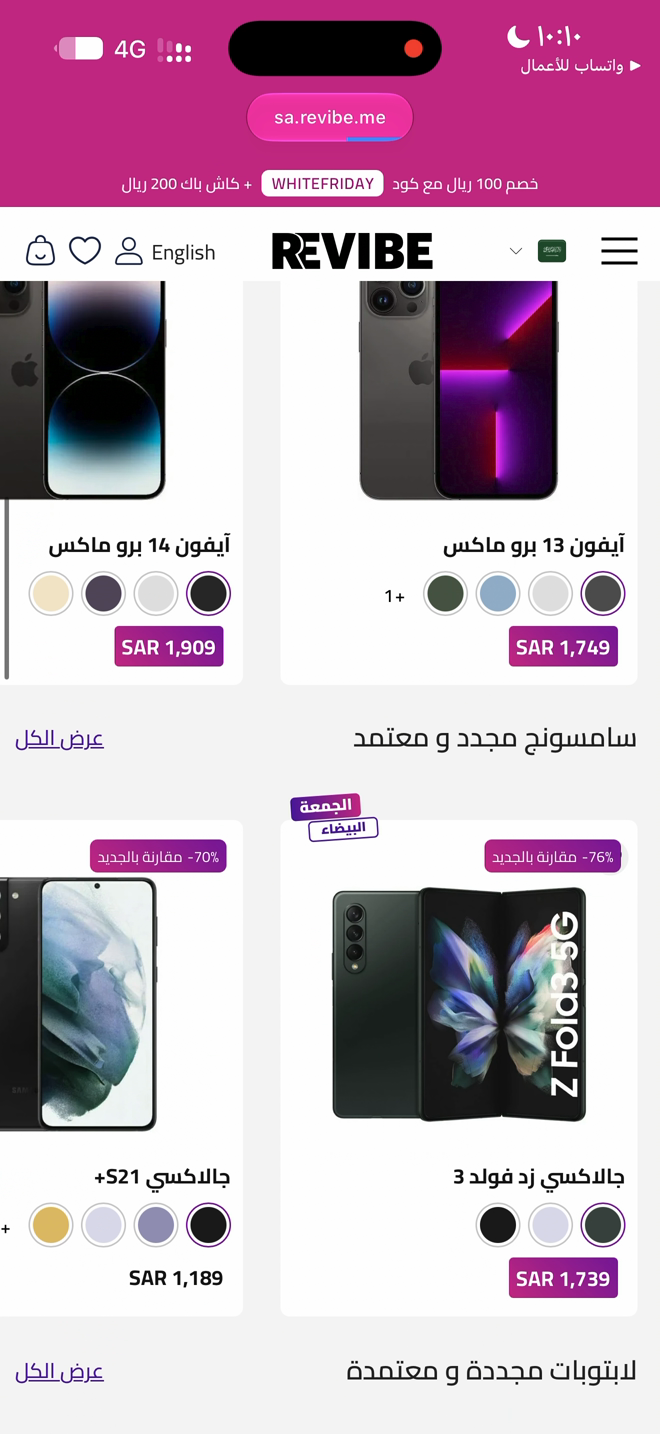 ١٠:١٠
4G
◀ واتساب للأعمال
sa.revibe.me
خصم 100 ريال مع كود WHITEFRIDAY + كاش باك 200 ريال
REVIBE
English
آيفون 13 برو ماكس
+1
SAR 1,749
آيفون 14 برو ماكس
SAR 1,909
سامسونج مجدد و معتمد
عرض الكل
الجمعة
البيضاء
-76% مقارنة بالجديد
Z Fold3 5G
جالاكسي زد فولد 3
SAR 1,739
-70% مقارنة بالجديد
جالاكسي S21+
+
SAR 1,189
لابتوبات مجددة و معتمدة
عرض الكل